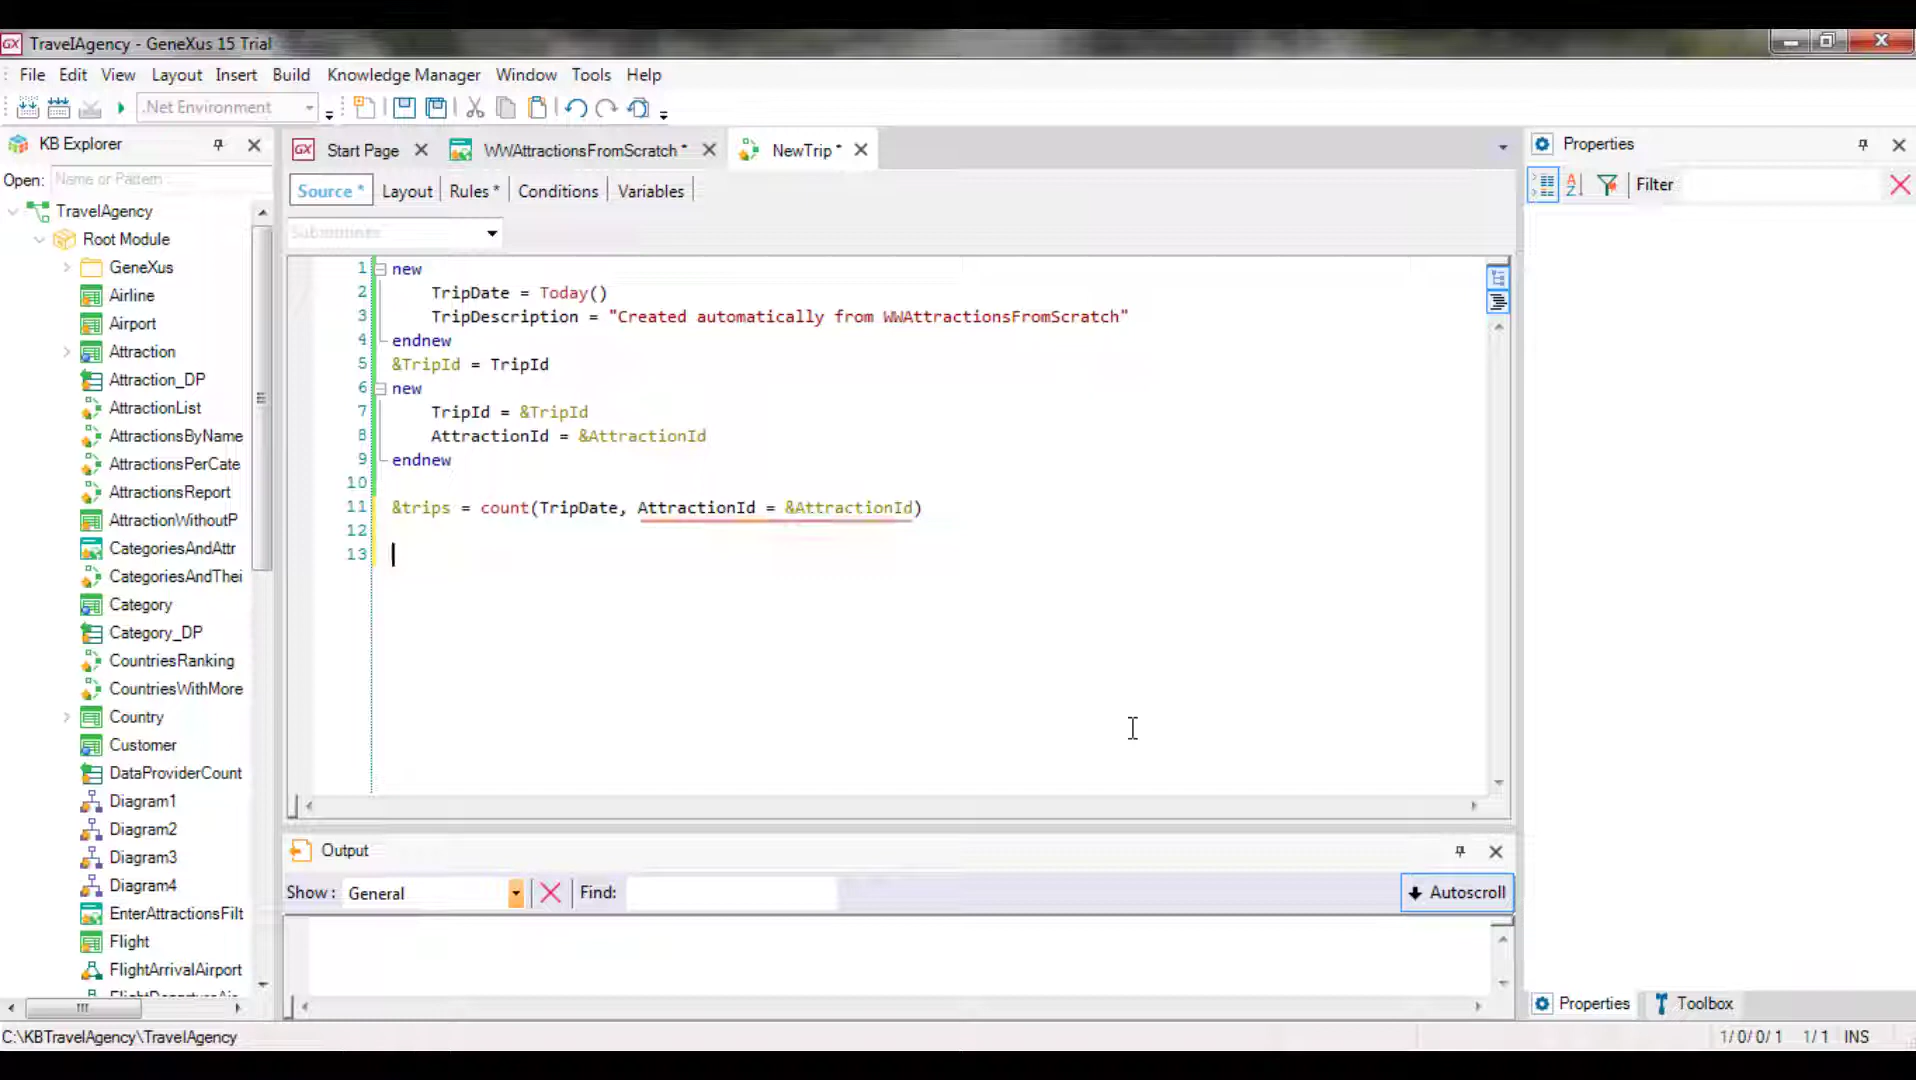 TravelAgency - GeneXus 15 Trial
File Edit View Layout Insert Build Knowledge Manager Window Tools Help
.Net Environment
KB Explorer
Open: Name or Pattern
TravelAgency
Root Module
GeneXus
Airline
Airport
Attraction
Attraction_DP
AttractionList
AttractionsByName
AttractionsPerCate
AttractionsReport
AttractionWithoutP
CategoriesAndAttr
CategoriesAndThei
Category
Category_DP
CountriesRanking
CountriesWithMore
Country
Customer
DataProviderCount
Diagram1
Diagram2
Diagram3
Diagram4
EnterAttractionsFilt
Flight
FlightArrivalAirport
Start Page WWAttractionsFromScratch * NewTrip *
Source * Layout Rules * Conditions Variables
Subroutines
1 new
2 TripDate = Today()
3 TripDescription = "Created automatically from WWAttractionsFromScratch"
4 endnew
5 &TripId = TripId
6 new
7 TripId = &TripId
8 AttractionId = &AttractionId
9 endnew
10
11 &trips = count(TripDate, AttractionId = &AttractionId)
12
13
Output
Show: General Find: Autoscroll
Properties
Filter
Properties Toolbox
C:\KBTravelAgency\TravelAgency
1/0/0/1 1/1 INS